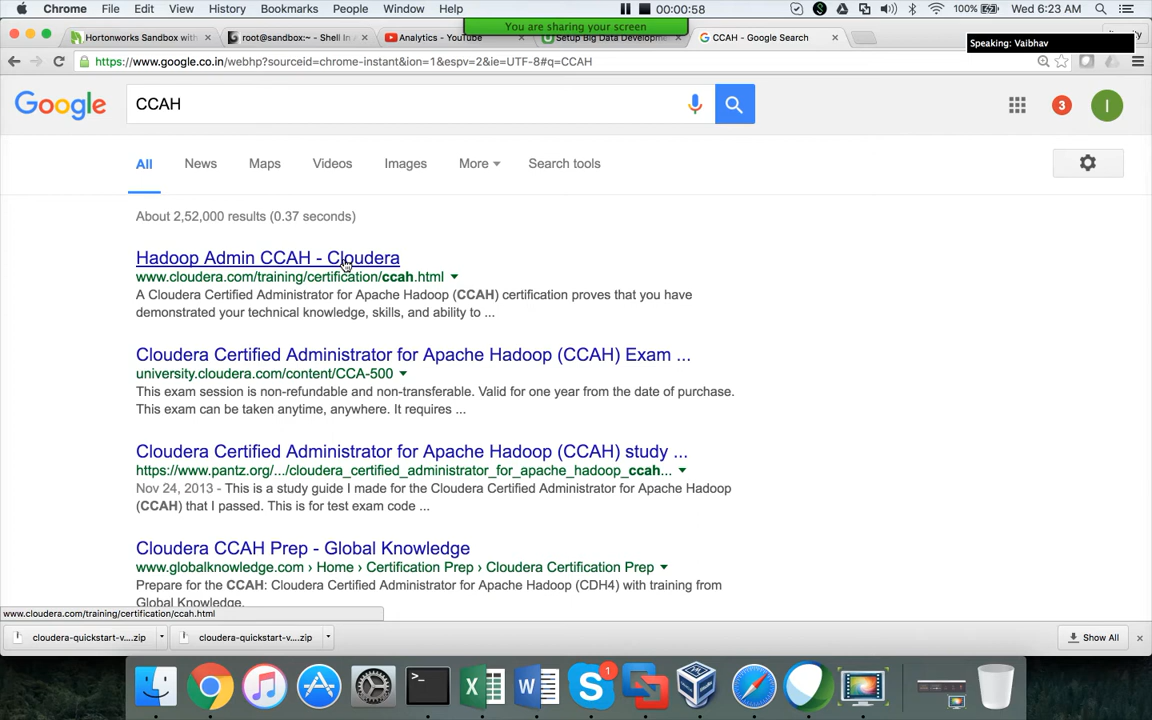 Chrome File Edit View History Bookmarks People Window Help 00:00:58 100% Wed 6:23 AM
You are sharing your screen
Hortonworks Sandbox with root@sandbox:~ - Shell In Analytics - YouTube Setup Big Data Developm CCAH - Google Search
Speaking: Vaibhav
https://www.google.co.in/webhp?sourceid=chrome-instant&ion=1&espv=2&ie=UTF-8#q=CCAH
Google CCAH 3 I
All News Maps Videos Images More Search tools
About 2,52,000 results (0.37 seconds)
Hadoop Admin CCAH - Cloudera
www.cloudera.com/training/certification/ccah.html
A Cloudera Certified Administrator for Apache Hadoop (CCAH) certification proves that you have
demonstrated your technical knowledge, skills, and ability to ...
Cloudera Certified Administrator for Apache Hadoop (CCAH) Exam ...
university.cloudera.com/content/CCA-500
This exam session is non-refundable and non-transferable. Valid for one year from the date of purchase.
This exam can be taken anytime, anywhere. It requires ...
Cloudera Certified Administrator for Apache Hadoop (CCAH) study ...
https://www.pantz.org/.../cloudera_certified_administrator_for_apache_hadoop_ccah...
Nov 24, 2013 - This is a study guide I made for the Cloudera Certified Administrator for Apache Hadoop
(CCAH) that I passed. This is for test exam code ...
Cloudera CCAH Prep - Global Knowledge
www.globalknowledge.com › Home › Certification Prep › Cloudera Certification Prep
Prepare for the CCAH: Cloudera Certified Administrator for Apache Hadoop (CDH4) with training from
Global Knowledge.
www.cloudera.com/training/certification/ccah.html
cloudera-quickstart-v....zip cloudera-quickstart-v....zip Show All
1